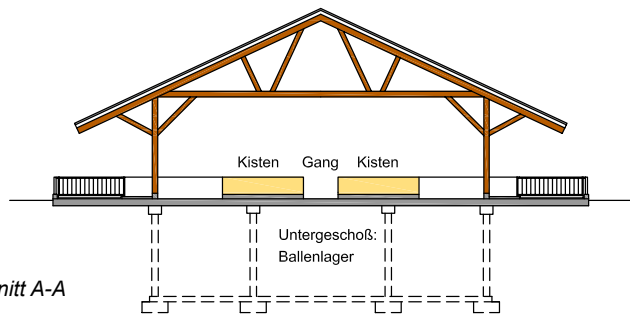 Kisten Gang Kisten
Untergeschoß:
Ballenlager
nitt A-A